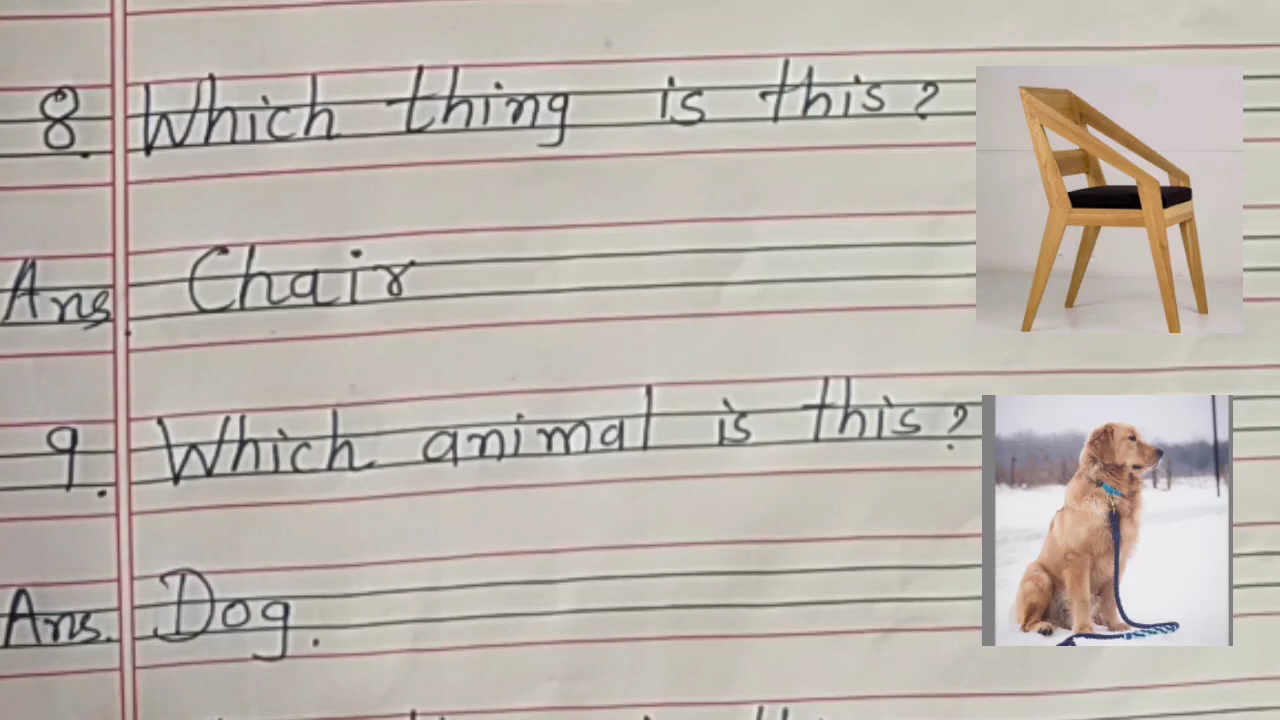 8. Which thing is this?
Ans. Chair
9. Which animal is this?
Ans. Dog.